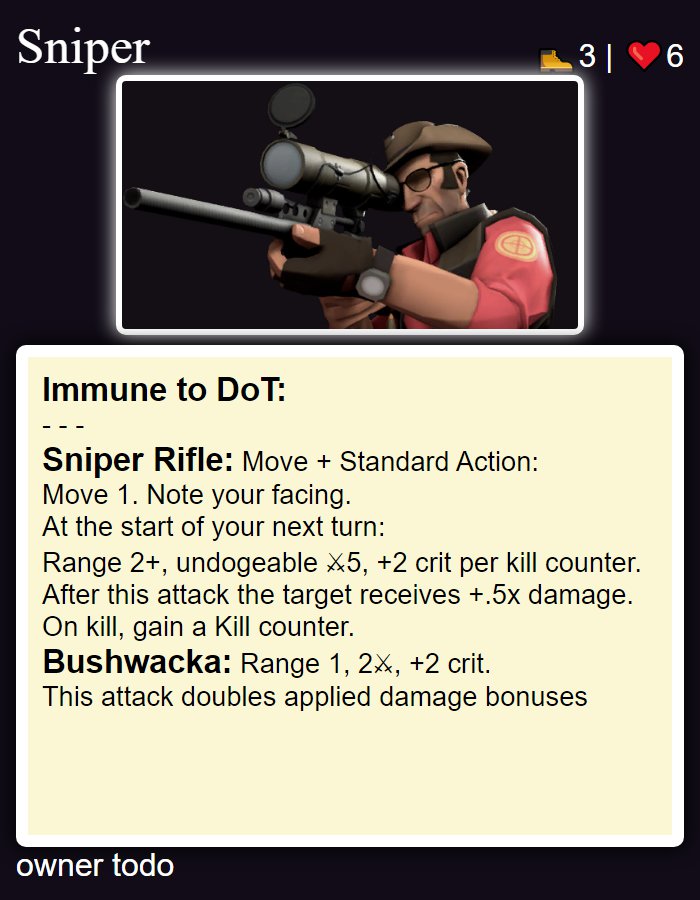 Sniper
🥾3 | ❤️6
Immune to DoT:
- - -
Sniper Rifle: Move + Standard Action:
Move 1. Note your facing.
At the start of your next turn:
Range 2+, undogeable ⚔5, +2 crit per kill counter.
After this attack the target receives +.5x damage.
On kill, gain a Kill counter.
Bushwacka: Range 1, 2⚔, +2 crit.
This attack doubles applied damage bonuses
owner todo